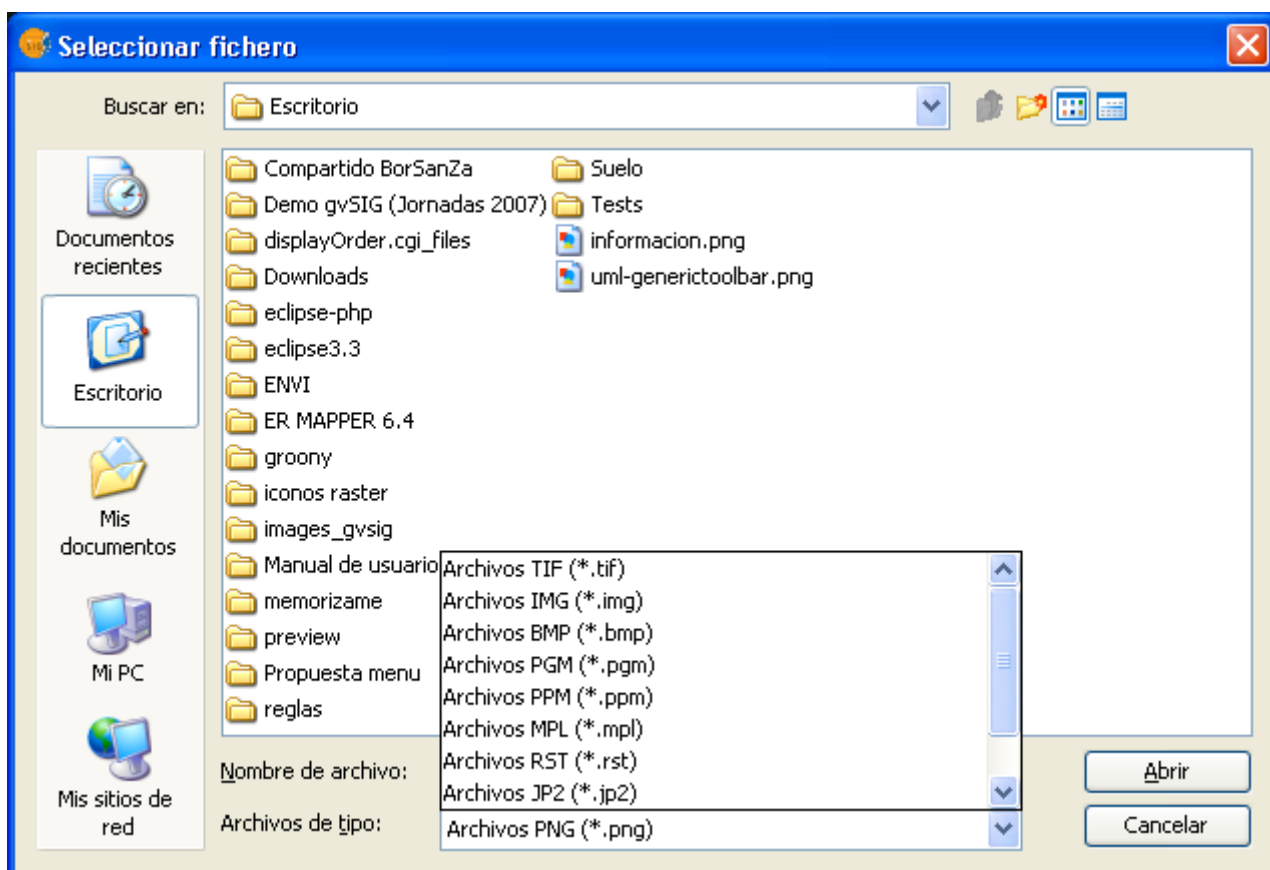 Seleccionar fichero
Buscar en:
Escritorio
Documentos
recientes
Escritorio
Mis
documentos
Mi PC
Mis sitios de
red
Compartido BorSanZa
Demo gvSIG (Jornadas 2007)
displayOrder.cgi_files
Downloads
eclipse-php
eclipse3.3
ENVI
ER MAPPER 6.4
groony
iconos raster
images_gvsig
Manual de usuario
memorizame
preview
Propuesta menu
reglas
Suelo
Tests
informacion.png
uml-generictoolbar.png
Archivos TIF (*.tif)
Archivos IMG (*.img)
Archivos BMP (*.bmp)
Archivos PGM (*.pgm)
Archivos PPM (*.ppm)
Archivos MPL (*.mpl)
Archivos RST (*.rst)
Archivos JP2 (*.jp2)
Nombre de archivo:
Abrir
Archivos de tipo:
Archivos PNG (*.png)
Cancelar